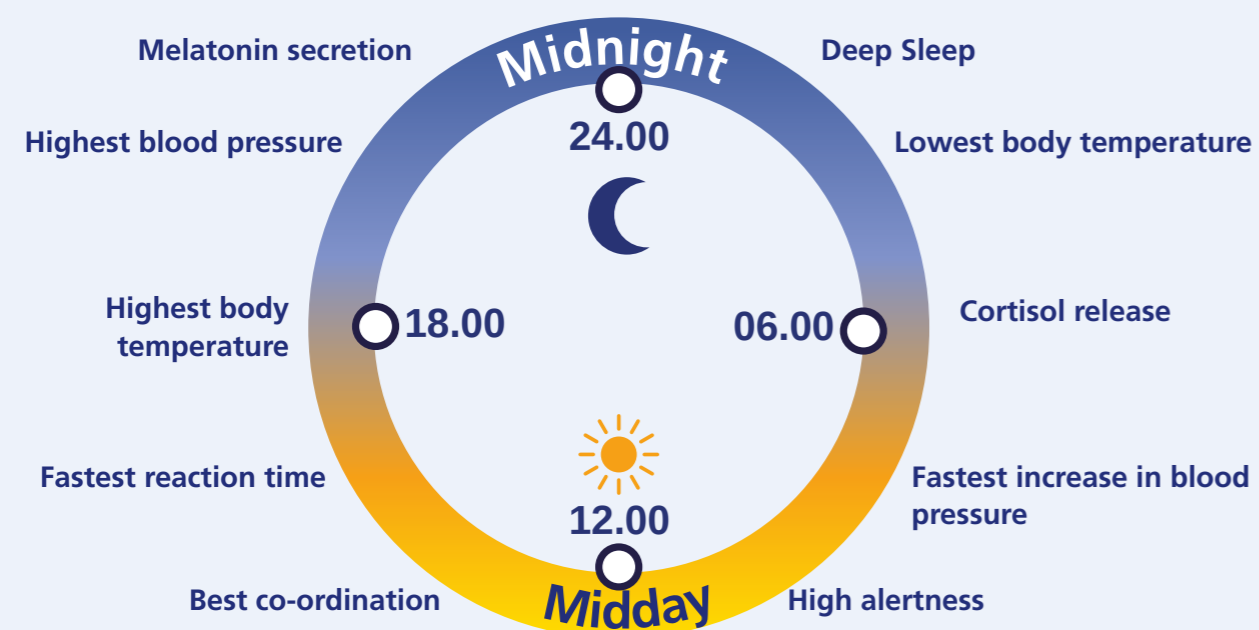 Midnight
Melatonin secretion
Deep Sleep
24.00
Highest blood pressure
Lowest body temperature
Highest body
temperature
18.00
06.00
Cortisol release
Fastest reaction time
Fastest increase in blood
pressure
12.00
Best co-ordination
Midday
High alertness